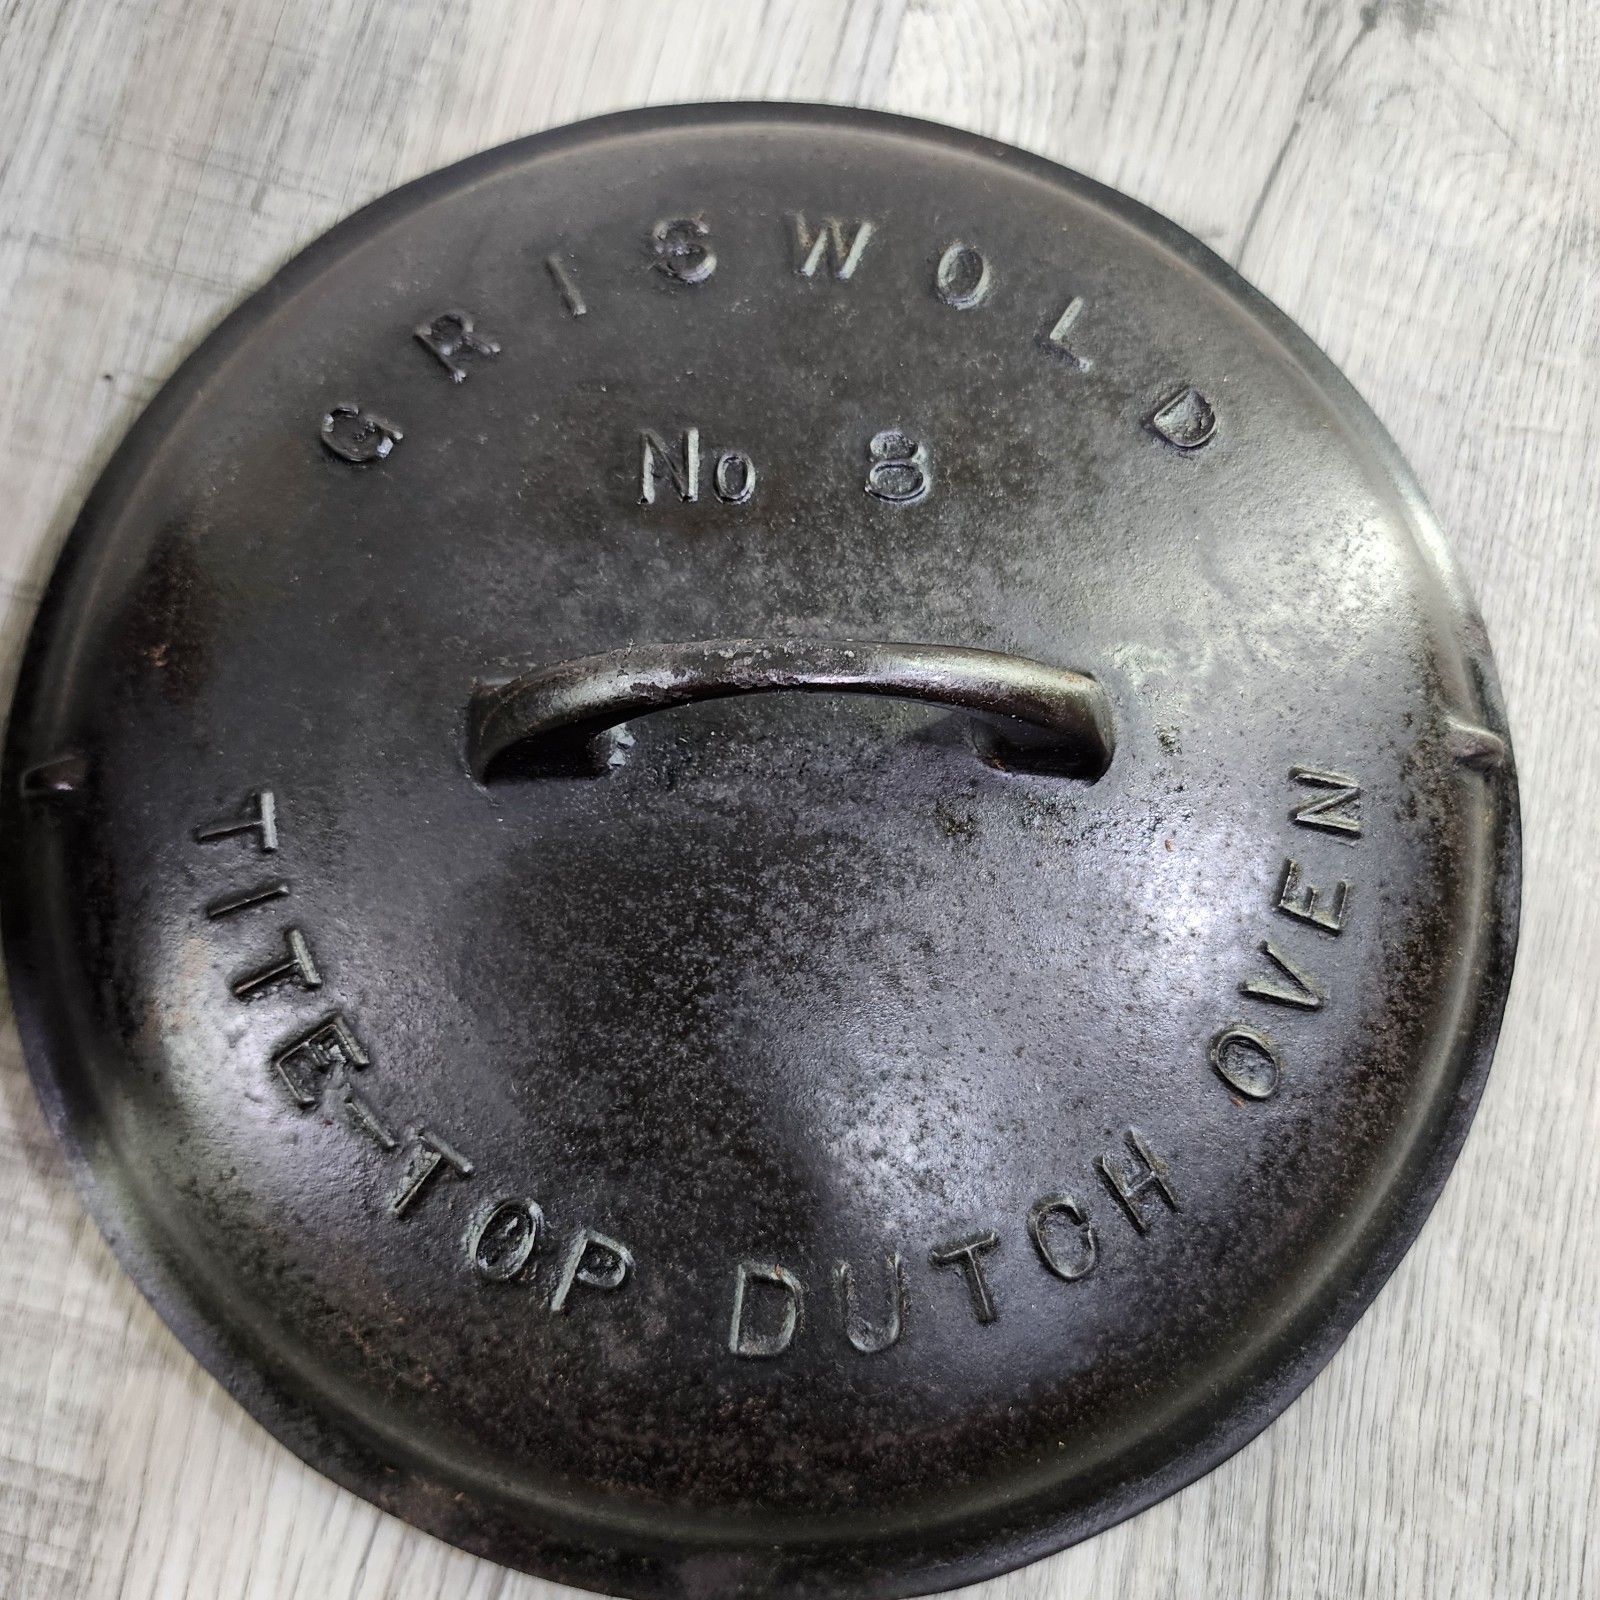 GRISWOLD
No 8
TITE-TOP DUTCH OVEN